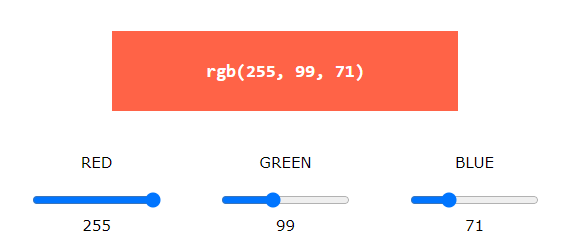 rgb(255, 99, 71)
RED GREEN BLUE
255 99 71